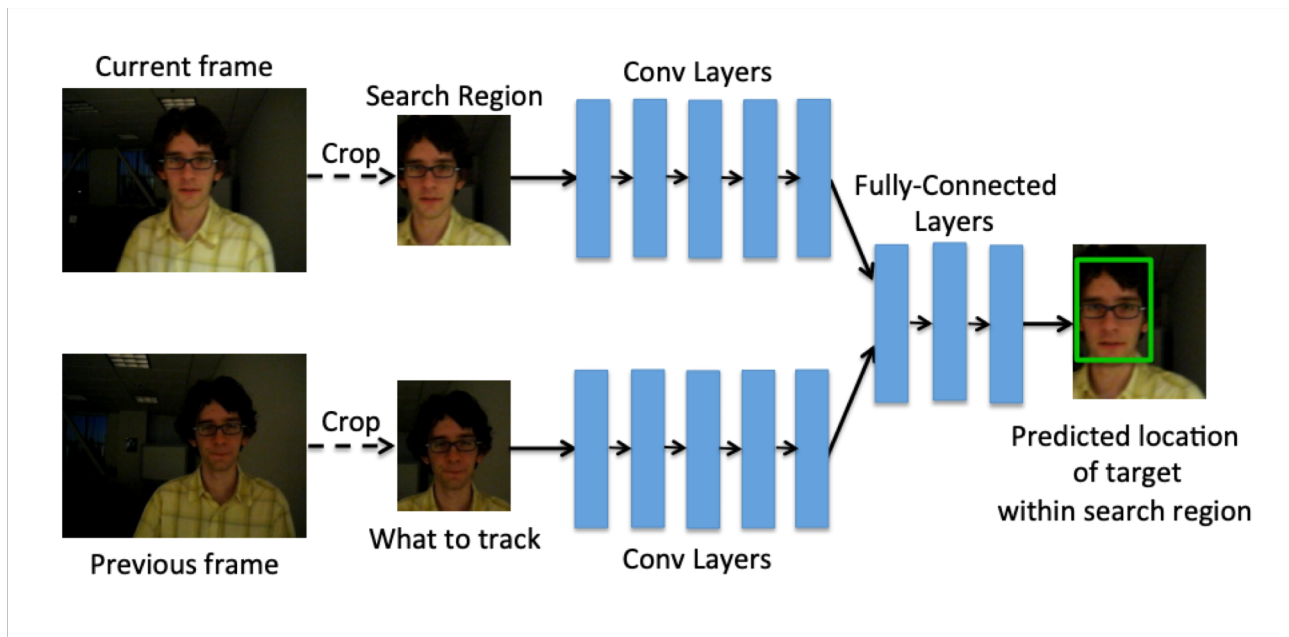 Current frame
Crop
Search Region
Conv Layers
Fully-Connected
Layers
Previous frame
Crop
What to track
Conv Layers
Predicted location
of target
within search region